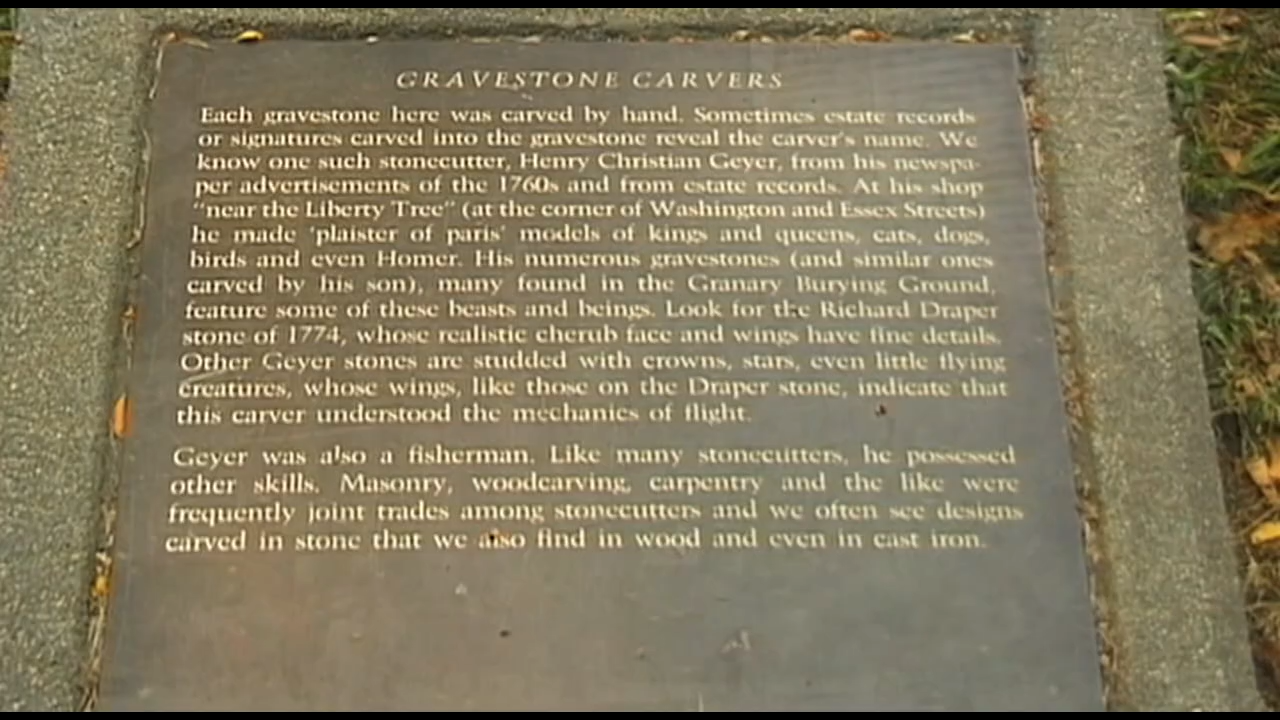 GRAVESTONE CARVERS
Each gravestone here was carved by hand. Sometimes estate records
or signatures carved into the gravestone reveal the carver's name. We
know one such stonecutter, Henry Christian Geyer, from his newspa-
per advertisements of the 1760s and from estate records. At his shop
"near the Liberty Tree" (at the corner of Washington and Essex Streets)
he made 'plaister of paris' models of kings and queens, cats, dogs,
birds and even Homer. His numerous gravestones (and similar ones
carved by his son), many found in the Granary Burying Ground,
feature some of these beasts and beings. Look for the Richard Draper
stone of 1774, whose realistic cherub face and wings have fine details.
Other Geyer stones are studded with crowns, stars, even little flying
creatures, whose wings, like those on the Draper stone, indicate that
this carver understood the mechanics of flight.
Geyer was also a fisherman. Like many stonecutters, he possessed
other skills. Masonry, woodcarving, carpentry and the like were
frequently joint trades among stonecutters and we often see designs
carved in stone that we also find in wood and even in cast iron.